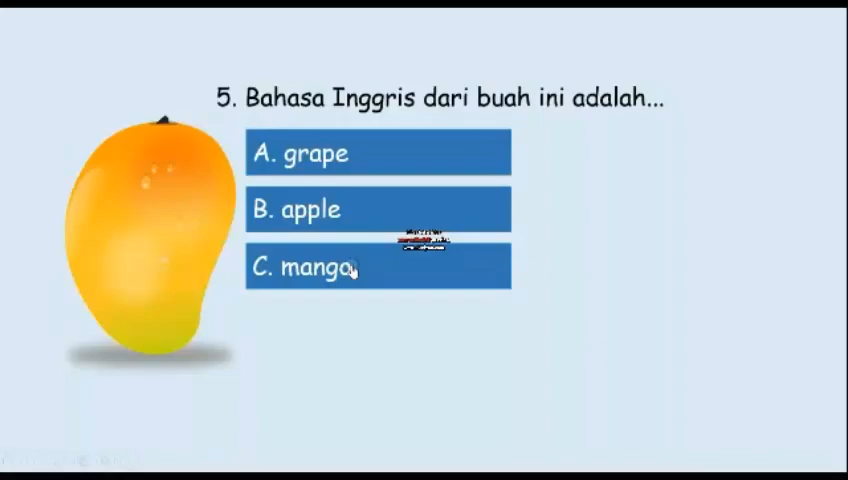 5. Bahasa Inggris dari buah ini adalah...
A. grape
B. apple
C. mango